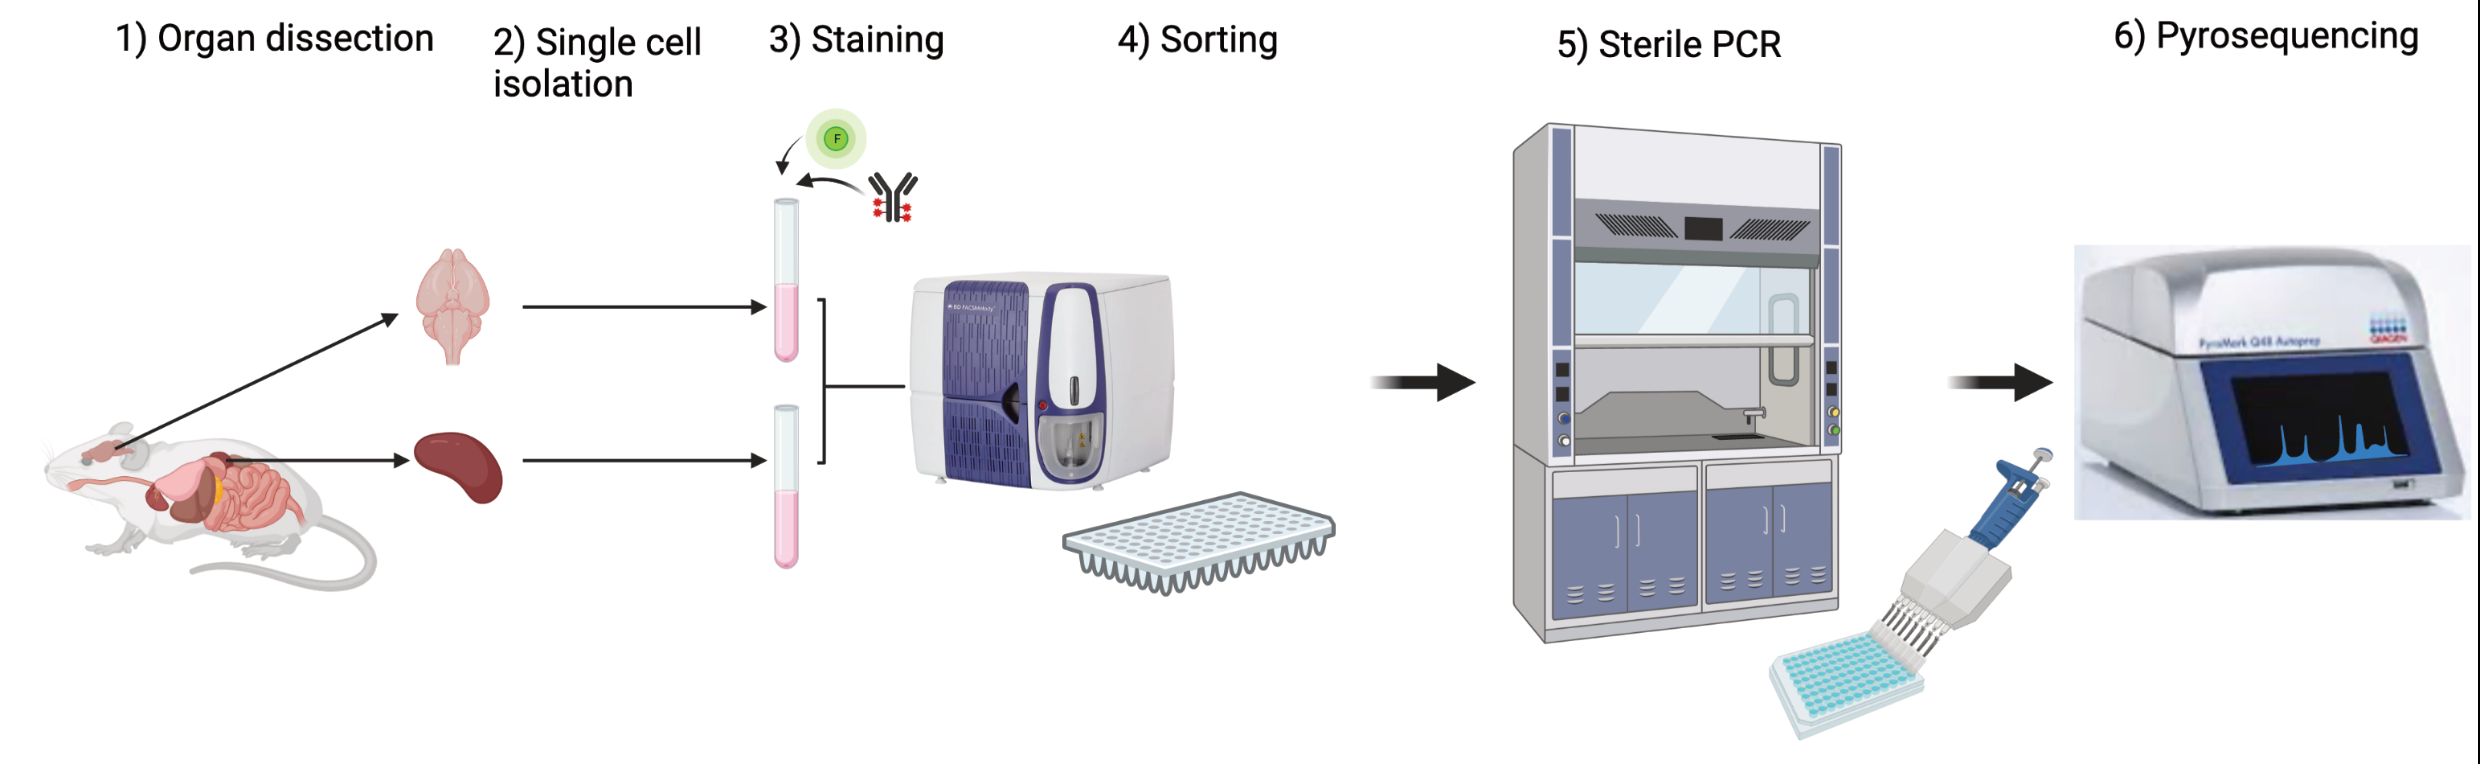 1) Organ dissection
2) Single cell
isolation
3) Staining
4) Sorting
5) Sterile PCR
6) Pyrosequencing
F
BD FACSMelody
PyroMark Q48 Autoprep
QIAGEN